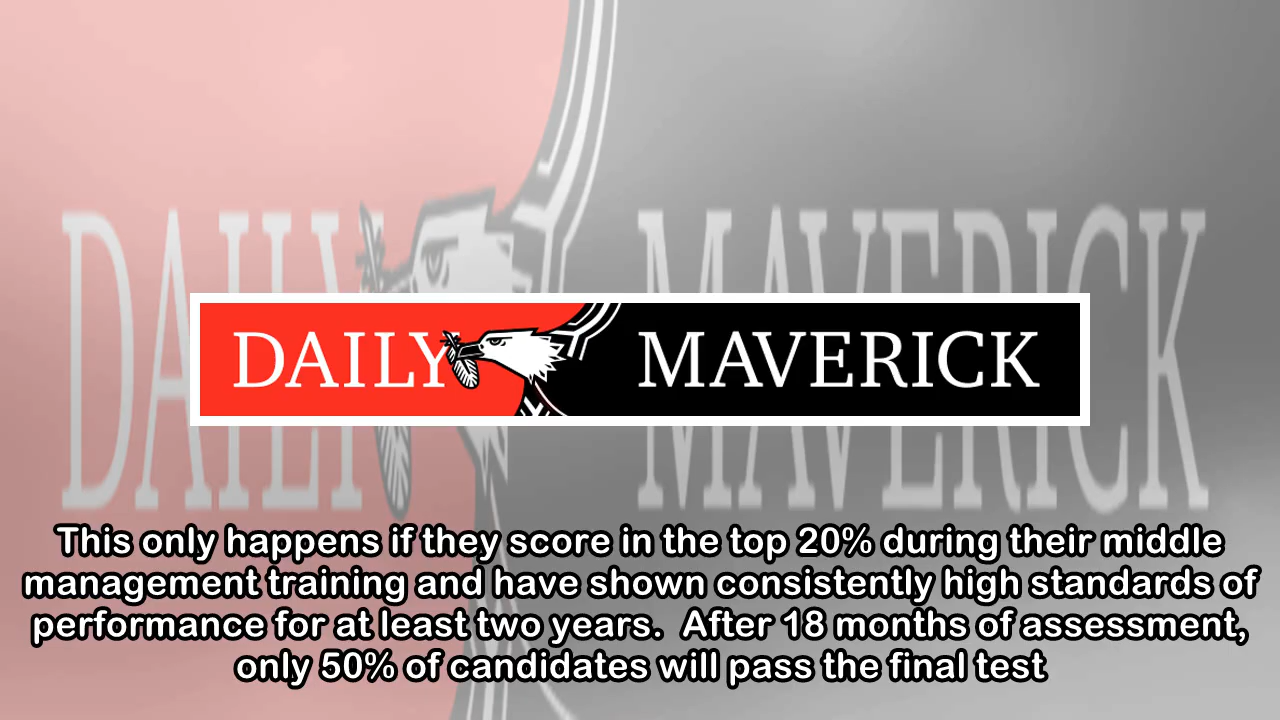 DAILY MAVERICK
DAILY MAVERICK
This only happens if they score in the top 20% during their middle
management training and have shown consistently high standards of
performance for at least two years.  After 18 months of assessment,
only 50% of candidates will pass the final test